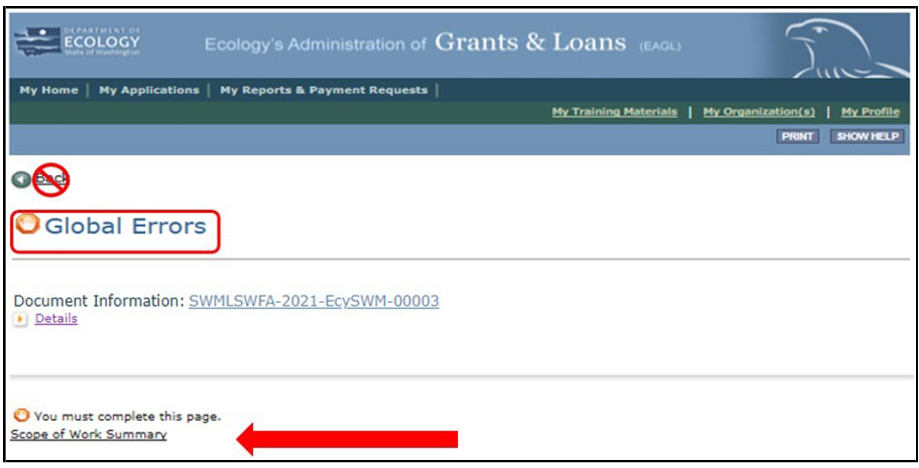 DEPARTMENT OF
ECOLOGY
State of Washington
Ecology's Administration of Grants & Loans (EAGL)
My Home | My Applications | My Reports & Payment Requests |
My Training Materials | My Organization(s) | My Profile
PRINT SHOW HELP
Back
Global Errors
Document Information: SWMLSWFA-2021-EcySWM-00003
Details
You must complete this page.
Scope of Work Summary